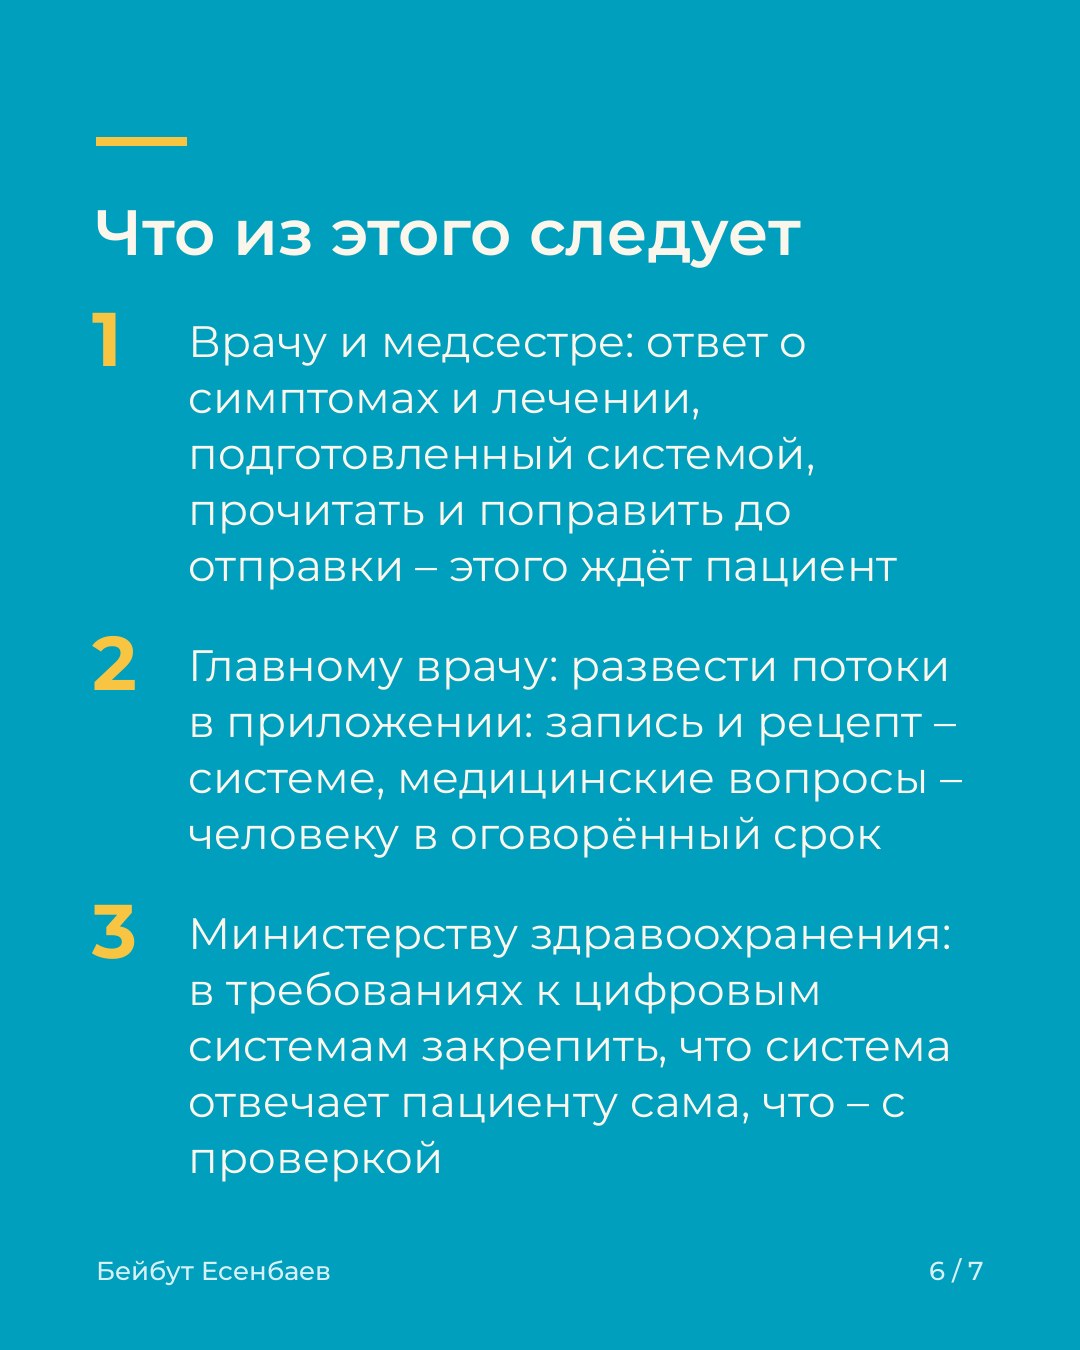 Что из этого следует
1
Врачу и медсестре: ответ о
симптомах и лечении,
подготовленный системой,
прочитать и поправить до
отправки – этого ждёт пациент
2
Главному врачу: развести потоки
в приложении: запись и рецепт –
системе, медицинские вопросы –
человеку в оговорённый срок
3
Министерству здравоохранения:
в требованиях к цифровым
системам закрепить, что система
отвечает пациенту сама, что – с
проверкой
Бейбут Есенбаев
6 / 7